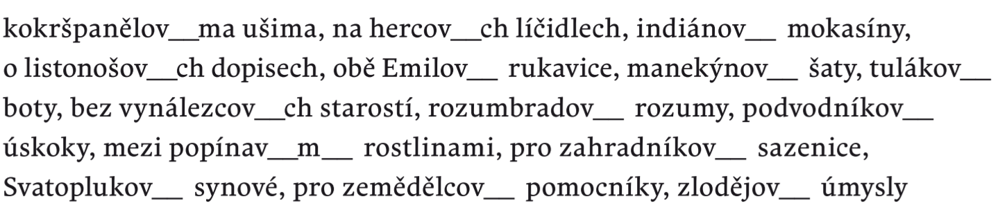 kokršpanělov__ma ušima, na hercov__ch líčidlech, indiánov__ mokasíny,
o listonošov__ch dopisech, obě Emilov__ rukavice, manekýnov__ šaty, tulákov__
boty, bez vynálezcov__ch starostí, rozumbradov__ rozumy, podvodníkov__
úskoky, mezi popínav__m__ rostlinami, pro zahradníkov__ sazenice,
Svatoplukov__ synové, pro zemědělcov__ pomocníky, zlodějov__ úmysly